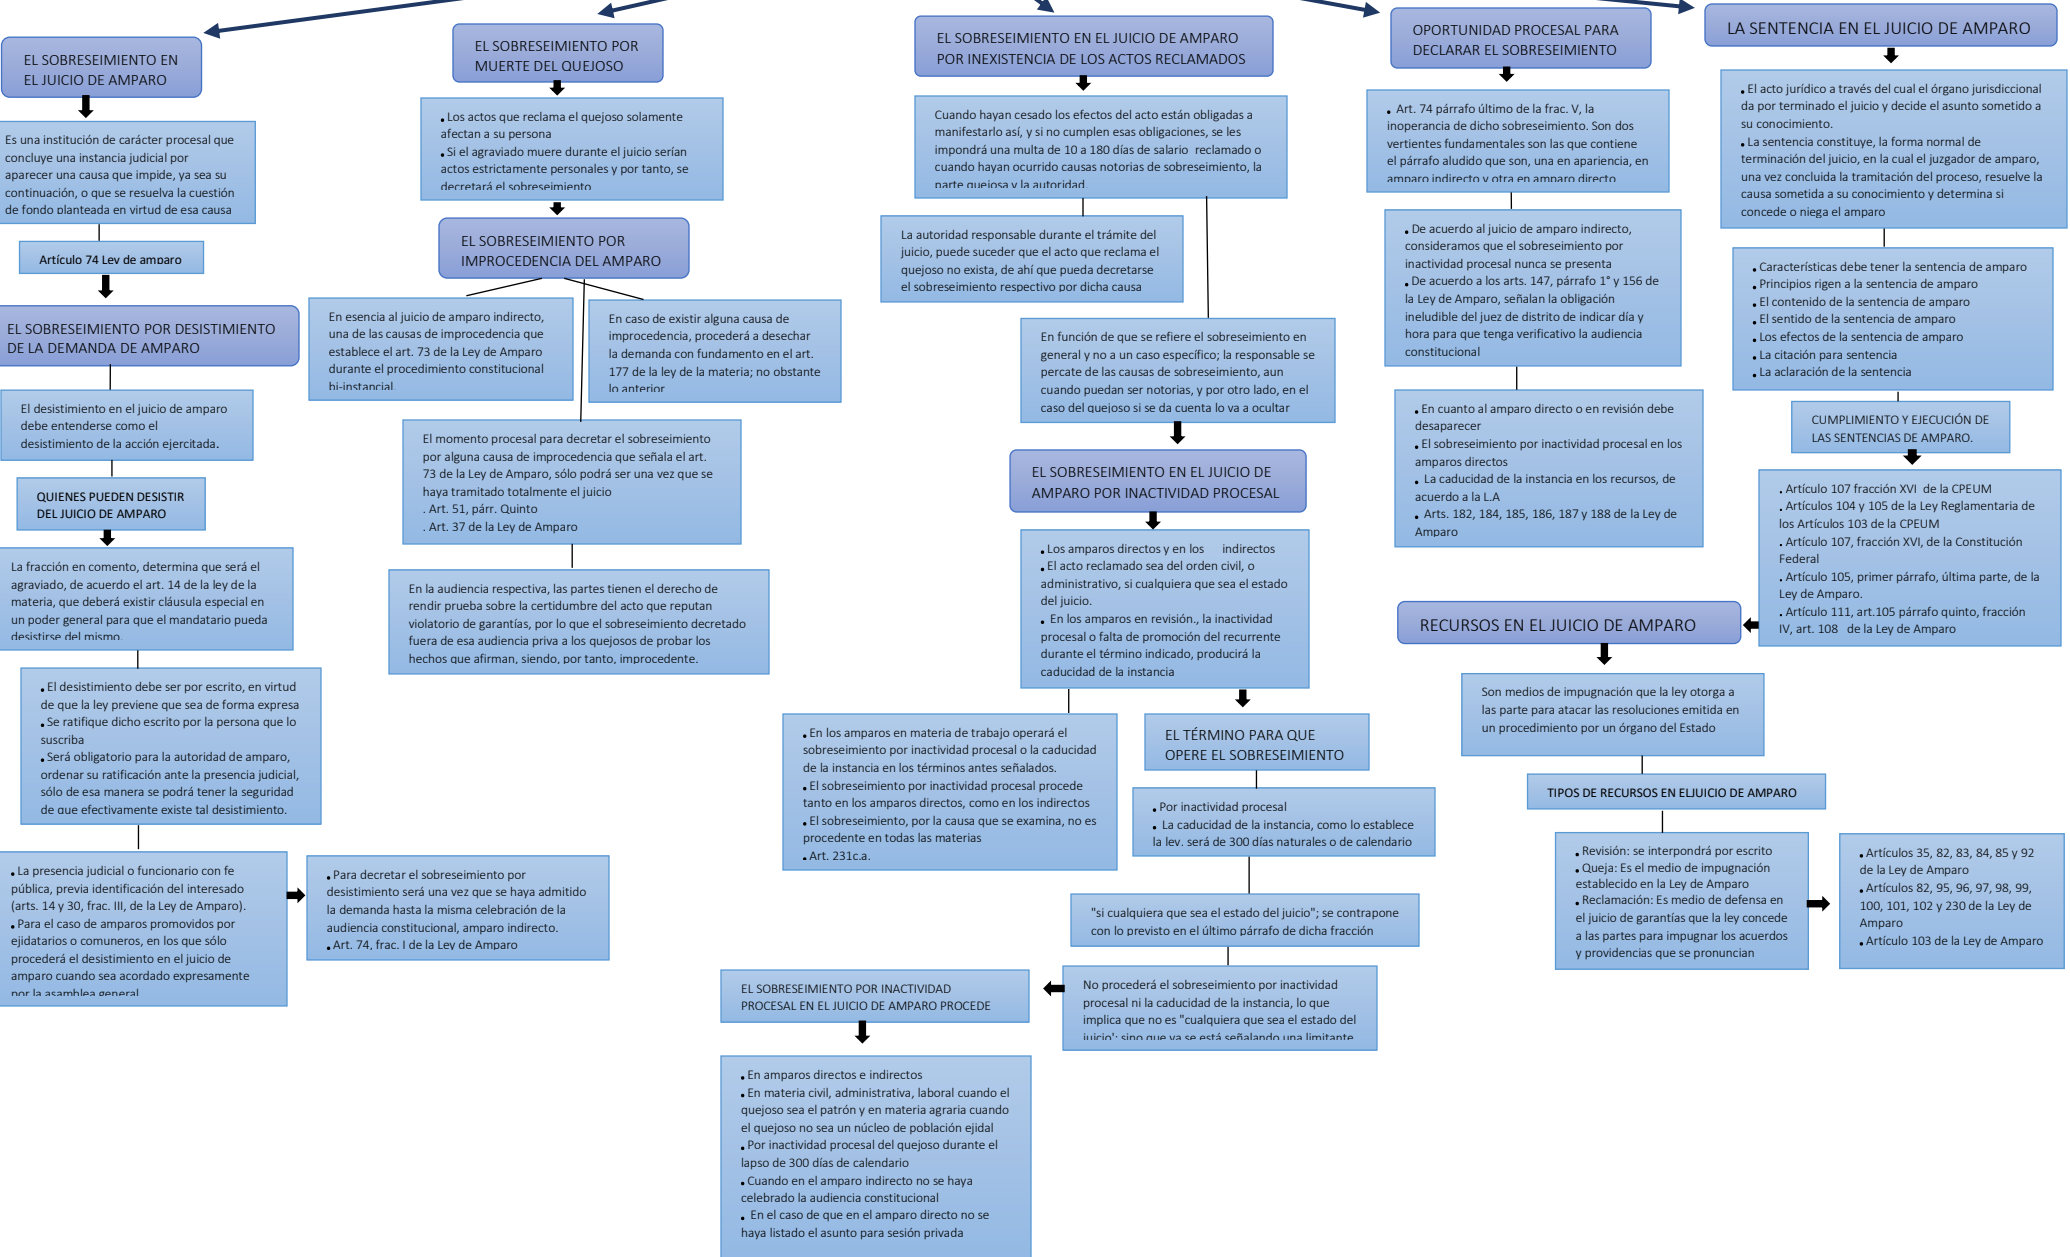 EL SOBRESEIMIENTO EN
EL JUICIO DE AMPARO
Es una institución de carácter procesal que
concluye una instancia judicial por
aparecer una causa que impide, ya sea su
continuación, o que se resuelva la cuestión
de fondo planteada en virtud de esa causa
Artículo 74 Ley de amparo
EL SOBRESEIMIENTO POR DESISTIMIENTO
DE LA DEMANDA DE AMPARO
El desistimiento en el juicio de amparo
debe entenderse como el
desistimiento de la acción ejercitada.
QUIENES PUEDEN DESISTIR
DEL JUICIO DE AMPARO
La fracción en comento, determina que será el
agraviado, de acuerdo el art. 14 de la ley de la
materia, que deberá existir cláusula especial en
un poder general para que el mandatario pueda
desistirse del mismo.
• El desistimiento debe ser por escrito, en virtud
de que la ley previene que sea de forma expresa
• Se ratifique dicho escrito por la persona que lo
suscriba
• Será obligatorio para la autoridad de amparo,
ordenar su ratificación ante la presencia judicial,
sólo de esa manera se podrá tener la seguridad
de que efectivamente existe tal desistimiento.
• La presencia judicial o funcionario con fe
pública, previa identificación del interesado
(arts. 14 y 30, frac. III, de la Ley de Amparo).
• Para el caso de amparos promovidos por
ejidatarios o comuneros, en los que sólo
procederá el desistimiento en el juicio de
amparo cuando sea acordado expresamente
por la asamblea general
• Para decretar el sobreseimiento por
desistimiento será una vez que se haya admitido
la demanda hasta la misma celebración de la
audiencia constitucional, amparo indirecto.
• Art. 74, frac. I de la Ley de Amparo
EL SOBRESEIMIENTO POR
MUERTE DEL QUEJOSO
• Los actos que reclama el quejoso solamente
afectan a su persona
• Si el agraviado muere durante el juicio serían
actos estrictamente personales y por tanto, se
decretará el sobreseimiento
EL SOBRESEIMIENTO POR
IMPROCEDENCIA DEL AMPARO
En esencia al juicio de amparo indirecto,
una de las causas de improcedencia que
establece el art. 73 de la Ley de Amparo
durante el procedimiento constitucional
bi-instancial.
En caso de existir alguna causa de
improcedencia, procederá a desechar
la demanda con fundamento en el art.
177 de la ley de la materia; no obstante
lo anterior
El momento procesal para decretar el sobreseimiento
por alguna causa de improcedencia que señala el art.
73 de la Ley de Amparo, sólo podrá ser una vez que se
haya tramitado totalmente el juicio
. Art. 51, párr. Quinto
. Art. 37 de la Ley de Amparo
En la audiencia respectiva, las partes tienen el derecho de
rendir prueba sobre la certidumbre del acto que reputan
violatorio de garantías, por lo que el sobreseimiento decretado
fuera de esa audiencia priva a los quejosos de probar los
hechos que afirman, siendo, por tanto, improcedente.
EL SOBRESEIMIENTO EN EL JUICIO DE AMPARO
POR INEXISTENCIA DE LOS ACTOS RECLAMADOS
Cuando hayan cesado los efectos del acto están obligadas a
manifestarlo así, y si no cumplen esas obligaciones, se les
impondrá una multa de 10 a 180 días de salario reclamado o
cuando hayan ocurrido causas notorias de sobreseimiento, la
parte quejosa y la autoridad.
La autoridad responsable durante el trámite del
juicio, puede suceder que el acto que reclama el
quejoso no exista, de ahí que pueda decretarse
el sobreseimiento respectivo por dicha causa
En función de que se refiere el sobreseimiento en
general y no a un caso específico; la responsable se
percate de las causas de sobreseimiento, aun
cuando puedan ser notorias, y por otro lado, en el
caso del quejoso si se da cuenta lo va a ocultar
EL SOBRESEIMIENTO EN EL JUICIO DE
AMPARO POR INACTIVIDAD PROCESAL
• Los amparos directos y en los indirectos
• El acto reclamado sea del orden civil, o
administrativo, si cualquiera que sea el estado
del juicio.
• En los amparos en revisión., la inactividad
procesal o falta de promoción del recurrente
durante el término indicado, producirá la
caducidad de la instancia
• En los amparos en materia de trabajo operará el
sobreseimiento por inactividad procesal o la caducidad
de la instancia en los términos antes señalados.
• El sobreseimiento por inactividad procesal procede
tanto en los amparos directos, como en los indirectos
• El sobreseimiento, por la causa que se examina, no es
procedente en todas las materias
• Art. 231c.a.
EL TÉRMINO PARA QUE
OPERE EL SOBRESEIMIENTO
• Por inactividad procesal
• La caducidad de la instancia, como lo establece
la ley. será de 300 días naturales o de calendario
"si cualquiera que sea el estado del juicio"; se contrapone
con lo previsto en el último párrafo de dicha fracción
No procederá el sobreseimiento por inactividad
procesal ni la caducidad de la instancia, lo que
implica que no es "cualquiera que sea el estado del
juicio'; sino que ya se está señalando una limitante
EL SOBRESEIMIENTO POR INACTIVIDAD
PROCESAL EN EL JUICIO DE AMPARO PROCEDE
• En amparos directos e indirectos
• En materia civil, administrativa, laboral cuando el
quejoso sea el patrón y en materia agraria cuando
el quejoso no sea un núcleo de población ejidal
• Por inactividad procesal del quejoso durante el
lapso de 300 días de calendario
• Cuando en el amparo indirecto no se haya
celebrado la audiencia constitucional
• En el caso de que en el amparo directo no se
haya listado el asunto para sesión privada
OPORTUNIDAD PROCESAL PARA
DECLARAR EL SOBRESEIMIENTO
• Art. 74 párrafo último de la frac. V, la
inoperancia de dicho sobreseimiento. Son dos
vertientes fundamentales son las que contiene
el párrafo aludido que son, una en apariencia, en
amparo indirecto y otra en amparo directo
• De acuerdo al juicio de amparo indirecto,
consideramos que el sobreseimiento por
inactividad procesal nunca se presenta
• De acuerdo a los arts. 147, párrafo 1° y 156 de
la Ley de Amparo, señalan la obligación
ineludible del juez de distrito de indicar día y
hora para que tenga verificativo la audiencia
constitucional
• En cuanto al amparo directo o en revisión debe
desaparecer
• El sobreseimiento por inactividad procesal en los
amparos directos
• La caducidad de la instancia en los recursos, de
acuerdo a la L.A
• Arts. 182, 184, 185, 186, 187 y 188 de la Ley de
Amparo
LA SENTENCIA EN EL JUICIO DE AMPARO
• El acto jurídico a través del cual el órgano jurisdiccional
da por terminado el juicio y decide el asunto sometido a
su conocimiento.
• La sentencia constituye, la forma normal de
terminación del juicio, en la cual el juzgador de amparo,
una vez concluida la tramitación del proceso, resuelve la
causa sometida a su conocimiento y determina si
concede o niega el amparo
• Características debe tener la sentencia de amparo
• Principios rigen a la sentencia de amparo
• El contenido de la sentencia de amparo
• El sentido de la sentencia de amparo
• Los efectos de la sentencia de amparo
• La citación para sentencia
• La aclaración de la sentencia
CUMPLIMIENTO Y EJECUCIÓN DE
LAS SENTENCIAS DE AMPARO.
. Artículo 107 fracción XVI de la CPEUM
. Artículos 104 y 105 de la Ley Reglamentaria de
los Artículos 103 de la CPEUM
. Artículo 107, fracción XVI, de la Constitución
Federal
. Artículo 105, primer párrafo, última parte, de la
Ley de Amparo.
. Artículo 111, art.105 párrafo quinto, fracción
IV, art. 108 de la Ley de Amparo
RECURSOS EN EL JUICIO DE AMPARO
Son medios de impugnación que la ley otorga a
las parte para atacar las resoluciones emitida en
un procedimiento por un órgano del Estado
TIPOS DE RECURSOS EN ELJUICIO DE AMPARO
• Revisión: se interpondrá por escrito
• Queja: Es el medio de impugnación
establecido en la Ley de Amparo
• Reclamación: Es medio de defensa en
el juicio de garantías que la ley concede
a las partes para impugnar los acuerdos
y providencias que se pronuncian
• Artículos 35, 82, 83, 84, 85 y 92
de la Ley de Amparo
• Artículos 82, 95, 96, 97, 98, 99,
100, 101, 102 y 230 de la Ley de
Amparo
• Artículo 103 de la Ley de Amparo